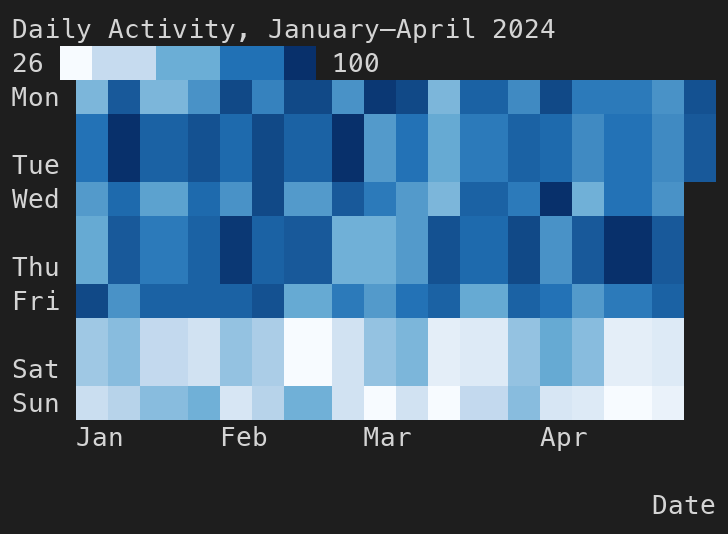 Daily Activity, January–April 2024
26 100
Mon
Tue
Wed
Thu
Fri
Sat
Sun
Jan Feb Mar Apr
Date